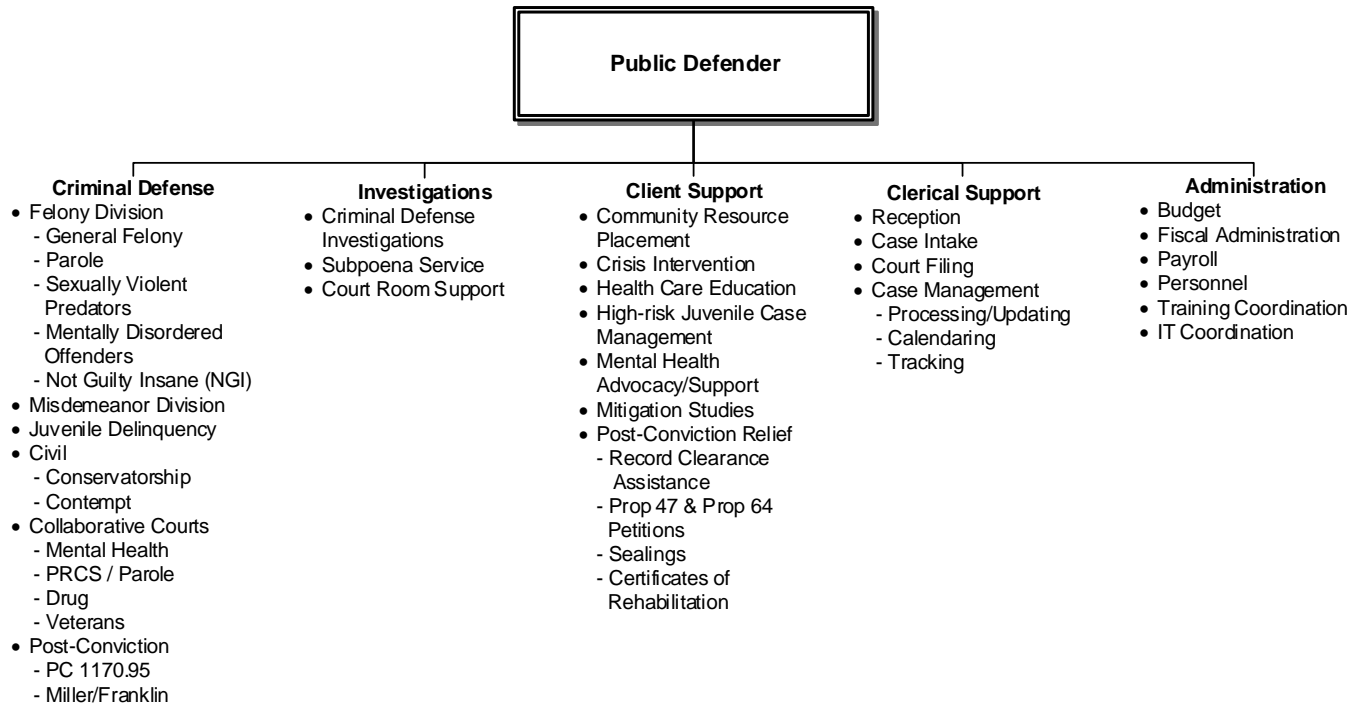 Public Defender
Criminal Defense
• Felony Division
- General Felony
- Parole
- Sexually Violent
Predators
- Mentally Disordered
Offenders
- Not Guilty Insane (NGI)
• Misdemeanor Division
• Juvenile Delinquency
• Civil
- Conservatorship
- Contempt
• Collaborative Courts
- Mental Health
- PRCS / Parole
- Drug
- Veterans
• Post-Conviction
- PC 1170.95
- Miller/Franklin
Investigations
• Criminal Defense
Investigations
• Subpoena Service
• Court Room Support
Client Support
• Community Resource
Placement
• Crisis Intervention
• Health Care Education
• High-risk Juvenile Case
Management
• Mental Health
Advocacy/Support
• Mitigation Studies
• Post-Conviction Relief
- Record Clearance
Assistance
- Prop 47 & Prop 64
Petitions
- Sealings
- Certificates of
Rehabilitation
Clerical Support
• Reception
• Case Intake
• Court Filing
• Case Management
- Processing/Updating
- Calendaring
- Tracking
Administration
• Budget
• Fiscal Administration
• Payroll
• Personnel
• Training Coordination
• IT Coordination